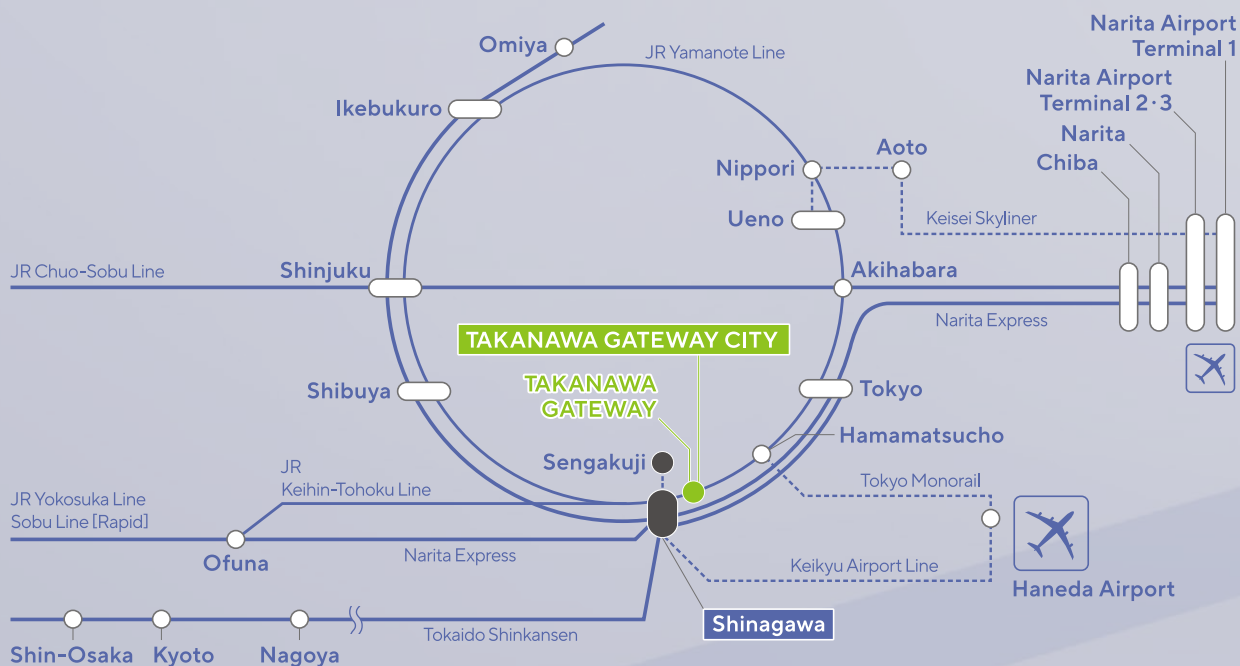 Narita Airport
Terminal 1
Omiya
JR Yamanote Line
Narita Airport
Terminal 2·3
Ikebukuro
Narita
Aoto
Chiba
Nippori
Ueno
Keisei Skyliner
JR Chuo-Sobu Line
Shinjuku
Akihabara
Narita Express
TAKANAWA GATEWAY CITY
TAKANAWA
GATEWAY
Shibuya
Tokyo
Hamamatsucho
Sengakuji
JR
Keihin-Tohoku Line
Tokyo Monorail
JR Yokosuka Line
Sobu Line [Rapid]
Ofuna
Narita Express
Keikyu Airport Line
Haneda Airport
Shinagawa
Tokaido Shinkansen
Shin-Osaka
Kyoto
Nagoya